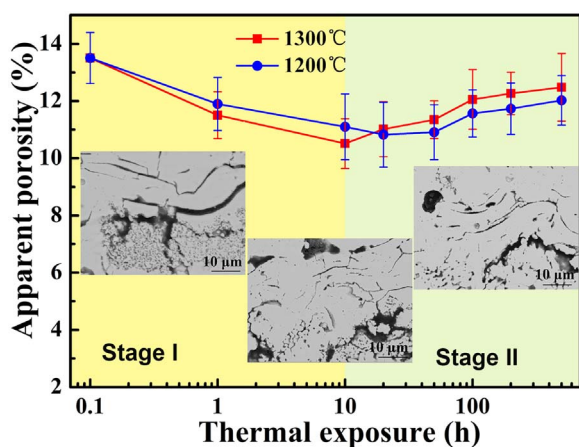 14
12
10
8
6
4
2
Apparent porosity (%)
1300℃
1200℃
10 μm
10 μm
10 μm
Stage I
Stage II
0.1
1
10
100
Thermal exposure (h)